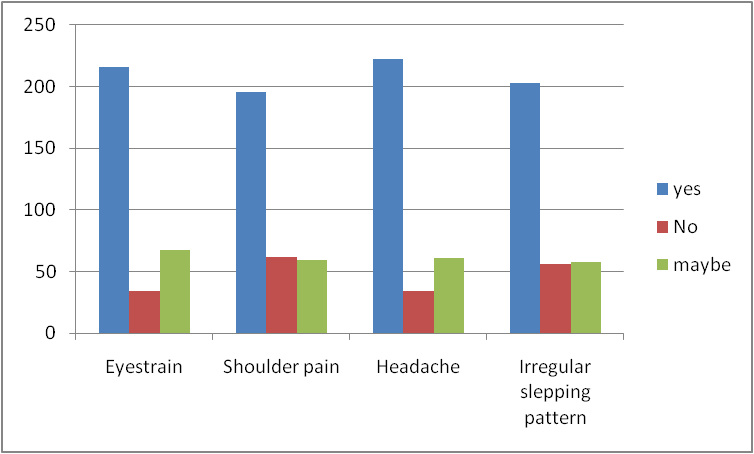 250
200
150
100
50
0
Eyestrain
Shoulder pain
Headache
Irregular
slepping
pattern
yes
No
maybe